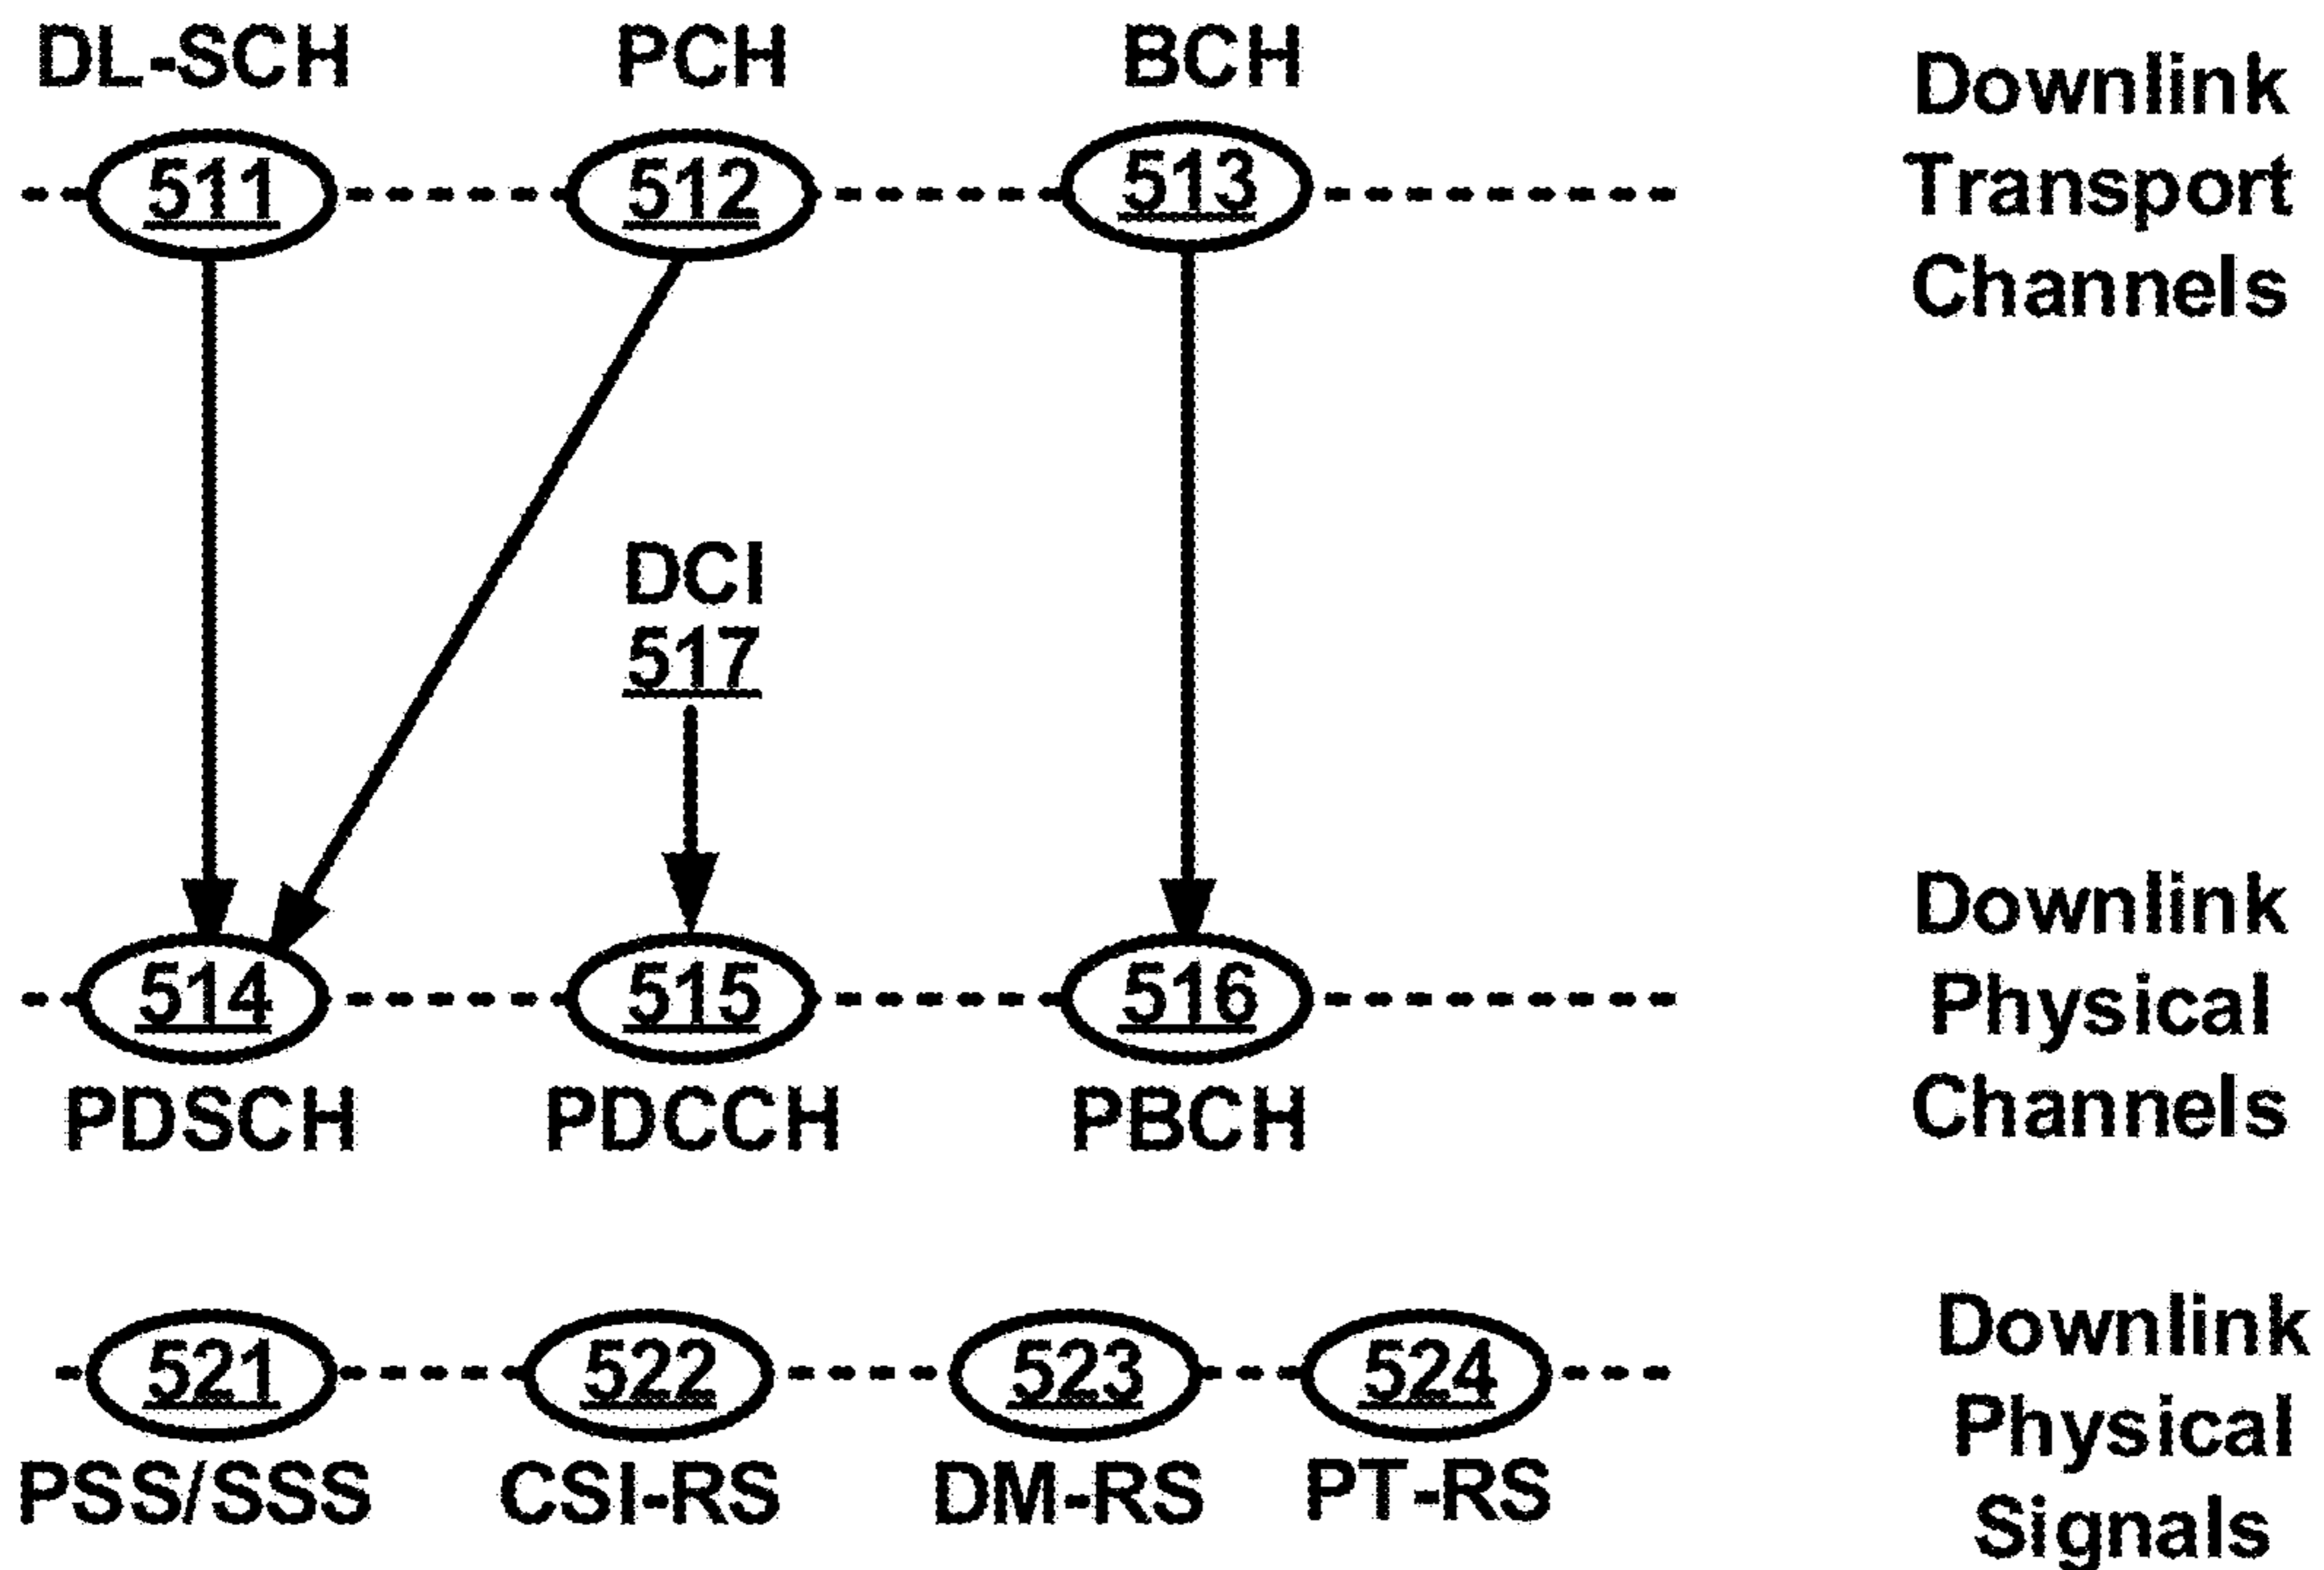 DL-SCH PCH BCH
511 512 513
Downlink
Transport
Channels
DCI
517
514 515 516
PDSCH PDCCH PBCH
Downlink
Physical
Channels
521 522 523 524
PSS/SSS CSI-RS DM-RS PT-RS
Downlink
Physical
Signals